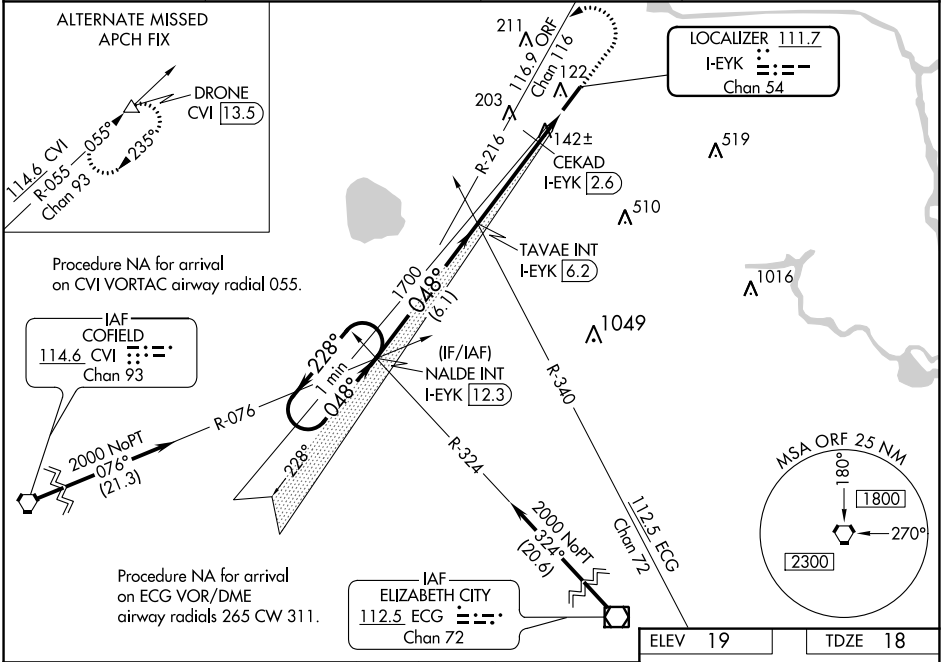 ALTERNATE MISSED
APCH FIX
DRONE
CVI 13.5
114.6 CVI
R-055
Chan 93
055°
235°
211
116.9 ORF
Chan 116
122
203
R-216
142±
LOCALIZER 111.7
I-EYK
Chan 54
CEKAD
I-EYK 2.6
519
510
TAVAE INT
I-EYK 6.2
1016
1049
Procedure NA for arrival
on CVI VORTAC airway radial 055.
1700
048°
(6.1)
IAF
COFIELD
114.6 CVI
Chan 93
228°
1 min
048°
(IF/IAF)
NALDE INT
I-EYK 12.3
R-340
R-076
2000 NoPT
076°
(21.3)
228°
R-324
2000 NoPT
324°
(20.6)
112.5 ECG
Chan 72
MSA ORF 25 NM
180°
1800
270°
2300
Procedure NA for arrival
on ECG VOR/DME
airway radials 265 CW 311.
IAF
ELIZABETH CITY
112.5 ECG
Chan 72
ELEV 19
TDZE 18